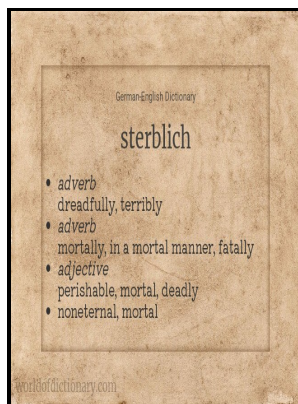 German-English Dictionary
sterblich
• adverb
dreadfully, terribly
• adverb
mortally, in a mortal manner, fatally
• adjective
perishable, mortal, deadly
• noneternal, mortal
worldofdictionary.com